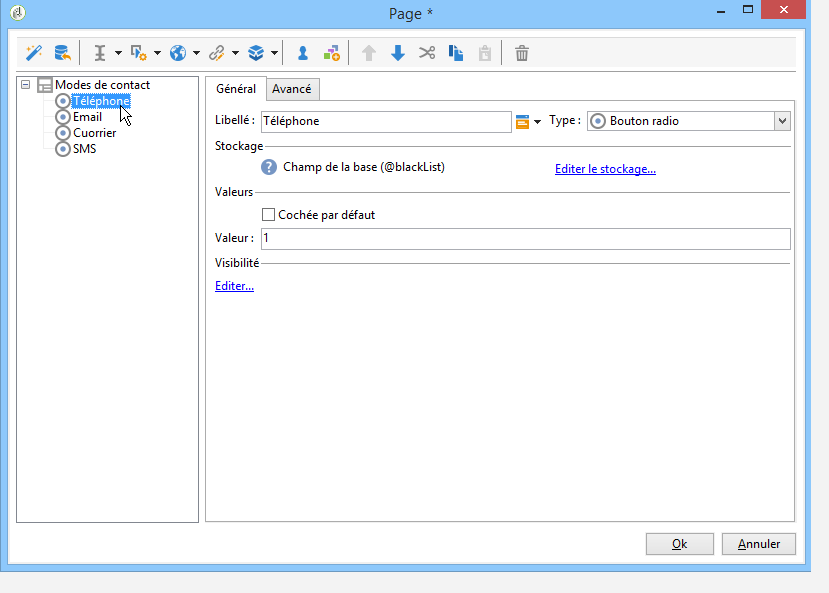 Page *
Modes de contact
Téléphone
Email
Cuorrier
SMS
Général
Avancé
Libellé :
Téléphone
Type :
Bouton radio
Stockage
? Champ de la base (@blackList)
Editer le stockage...
Valeurs
Cochée par défaut
Valeur :
1
Visibilité
Editer...
Ok
Annuler